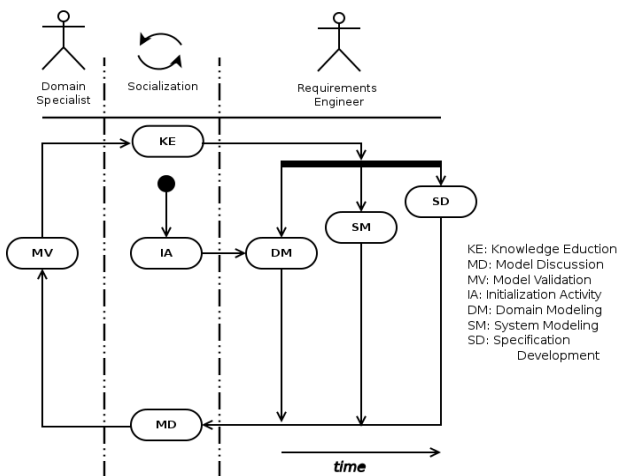 Domain
Specialist
Socialization
Requirements
Engineer
KE
SD
SM
MV
IA
DM
KE: Knowledge Eduction
MD: Model Discussion
MV: Model Validation
IA: Initialization Activity
DM: Domain Modeling
SM: System Modeling
SD: Specification
Development
MD
time